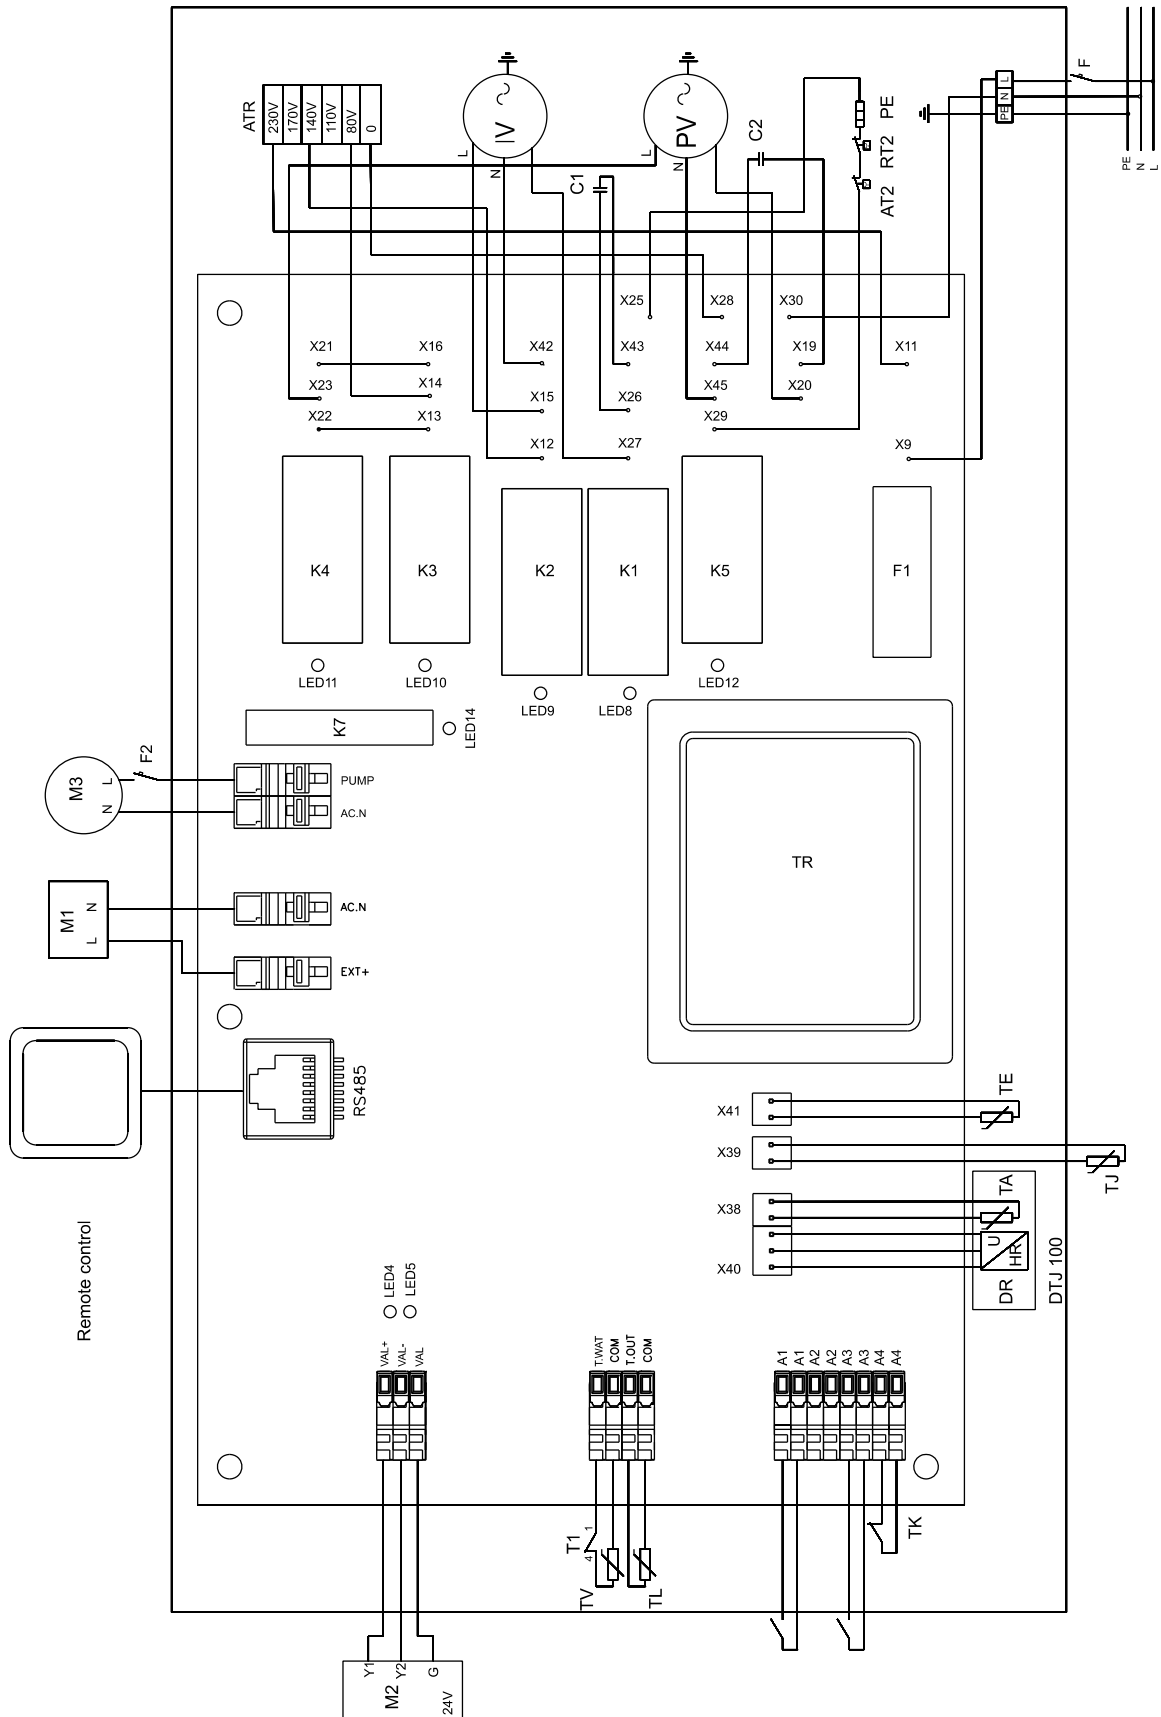 F
L
N
PE
PE
N
L
ATR
230V
170V
140V
110V
80V
0
IV
L
N
PV
L
N
C1
C2
PE
RT2
AT2
X25
X28
X30
X21
X16
X42
X43
X44
X19
X11
X23
X14
X15
X26
X45
X20
X22
X13
X12
X27
X29
X9
K4
K3
K2
K1
K5
F1
LED11
LED10
LED9
LED8
LED12
K7
LED14
M3
L
N
F2
PUMP
AC.N
TR
M1
N
L
AC.N
EXT+
RS485
X41
TE
X39
TJ
X38
TA
X40
U
HR
DR
DTJ 100
Remote control
LED4
LED5
VAL+
VAL-
VAL
T.WAT
COM
T.OUT
COM
A1
A1
A2
A2
A3
A3
A4
A4
T1
1
4
TV
TL
TK
Y1
Y2
G
M2
24V